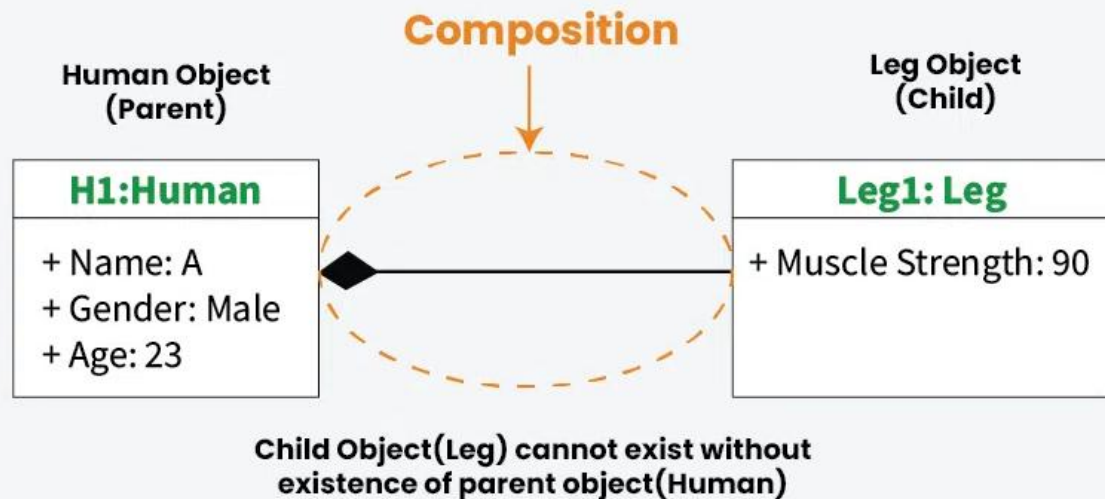 Composition
Human Object
(Parent)
Leg Object
(Child)
H1:Human
+ Name: A
+ Gender: Male
+ Age: 23
Leg1: Leg
+ Muscle Strength: 90
Child Object(Leg) cannot exist without
existence of parent object(Human)